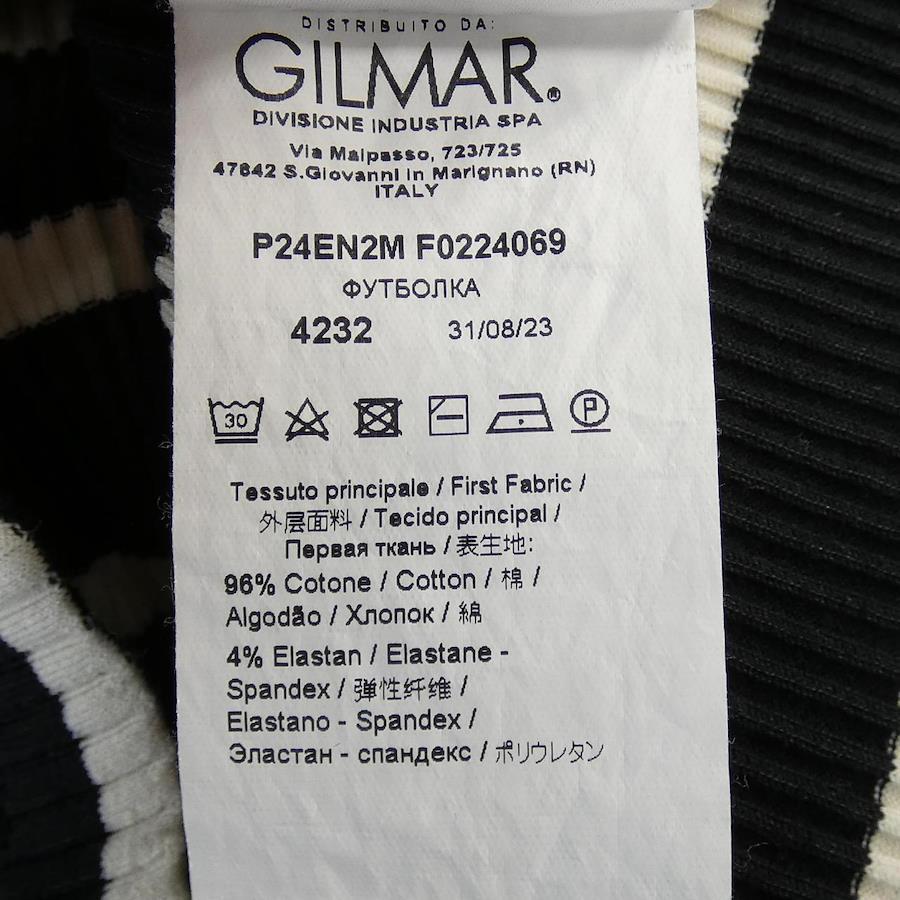 DISTRIBUITO DA:
GILMAR®
DIVISIONE INDUSTRIA SPA
Via Malpasso, 723/725
47842 S.Giovanni in Marignano (RN)
ITALY
P24EN2M F0224069
ФУТБОЛКА
4232 31/08/23
30
P
Tessuto principale / First Fabric /
外层面料 / Tecido principal /
Первая ткань / 表生地:
96% Cotone / Cotton / 棉 /
Algodão / Хлопок / 綿
4% Elastan / Elastane -
Spandex / 弹性纤维 /
Elastano - Spandex /
Эластан - спандекс / ポリウレタン